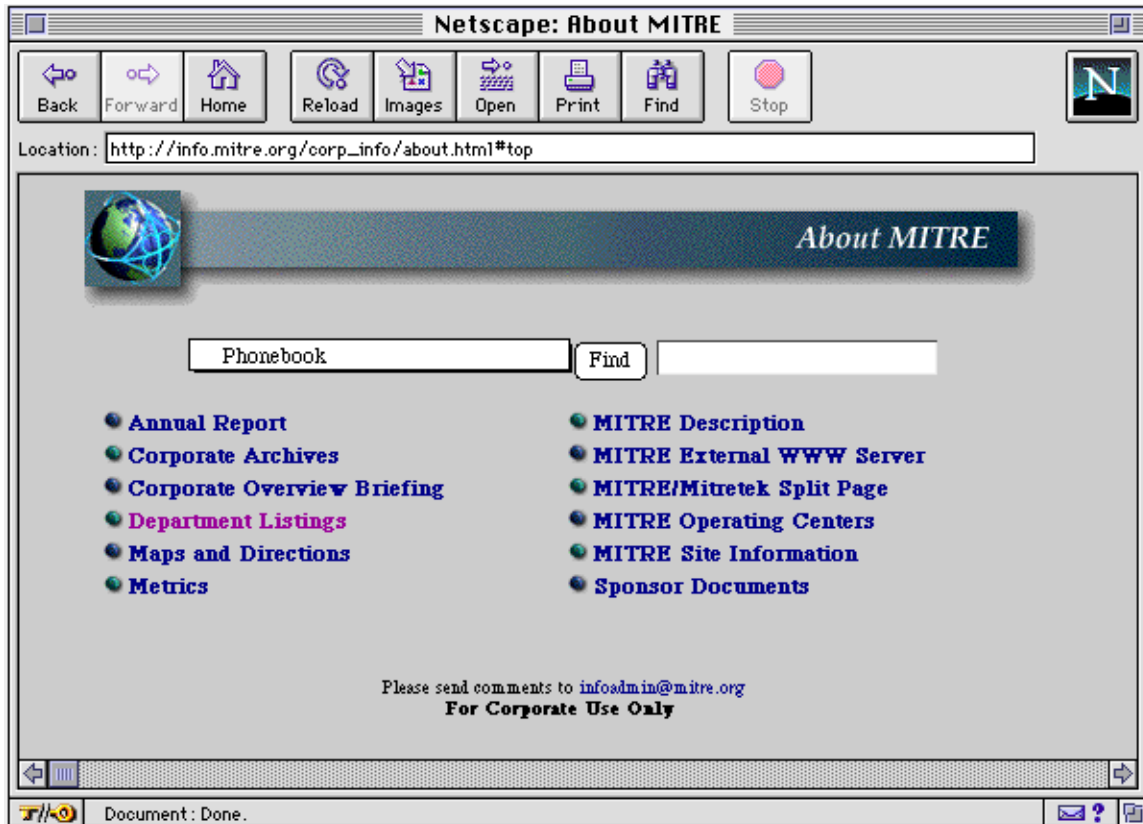 Netscape: About MITRE
Back Forward Home Reload Images Open Print Find Stop
N
Location: http://info.mitre.org/corp_info/about.html#top
About MITRE
Phonebook Find
Annual Report
Corporate Archives
Corporate Overview Briefing
Department Listings
Maps and Directions
Metrics
MITRE Description
MITRE External WWW Server
MITRE/Mitretek Split Page
MITRE Operating Centers
MITRE Site Information
Sponsor Documents
Please send comments to infoadmin@mitre.org
For Corporate Use Only
Document: Done.
?